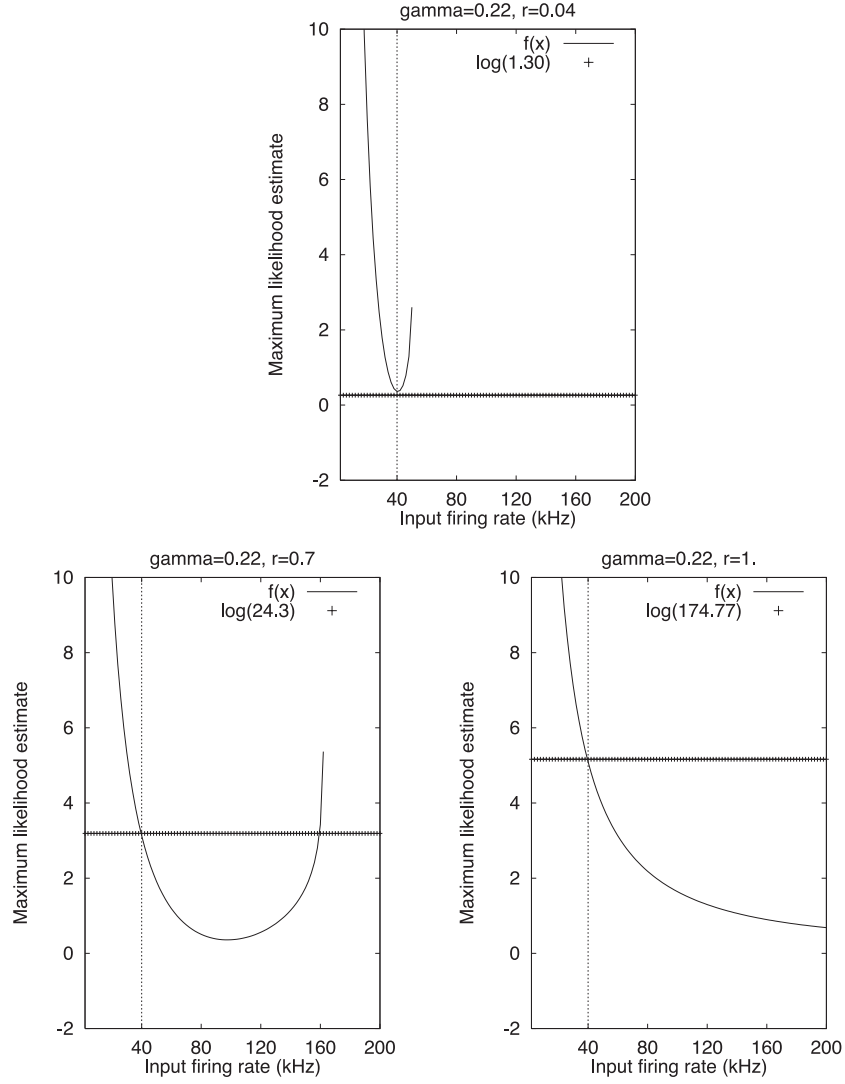 gamma=0.22, r=0.04
f(x)
log(1.30)
Maximum likelihood estimate
10
8
6
4
2
0
-2
40 80 120 160 200
Input firing rate (kHz)
gamma=0.22, r=0.7
f(x)
log(24.3)
Maximum likelihood estimate
10
8
6
4
2
0
-2
40 80 120 160 200
Input firing rate (kHz)
gamma=0.22, r=1.
f(x)
log(174.77)
Maximum likelihood estimate
10
8
6
4
2
0
-2
40 80 120 160 200
Input firing rate (kHz)